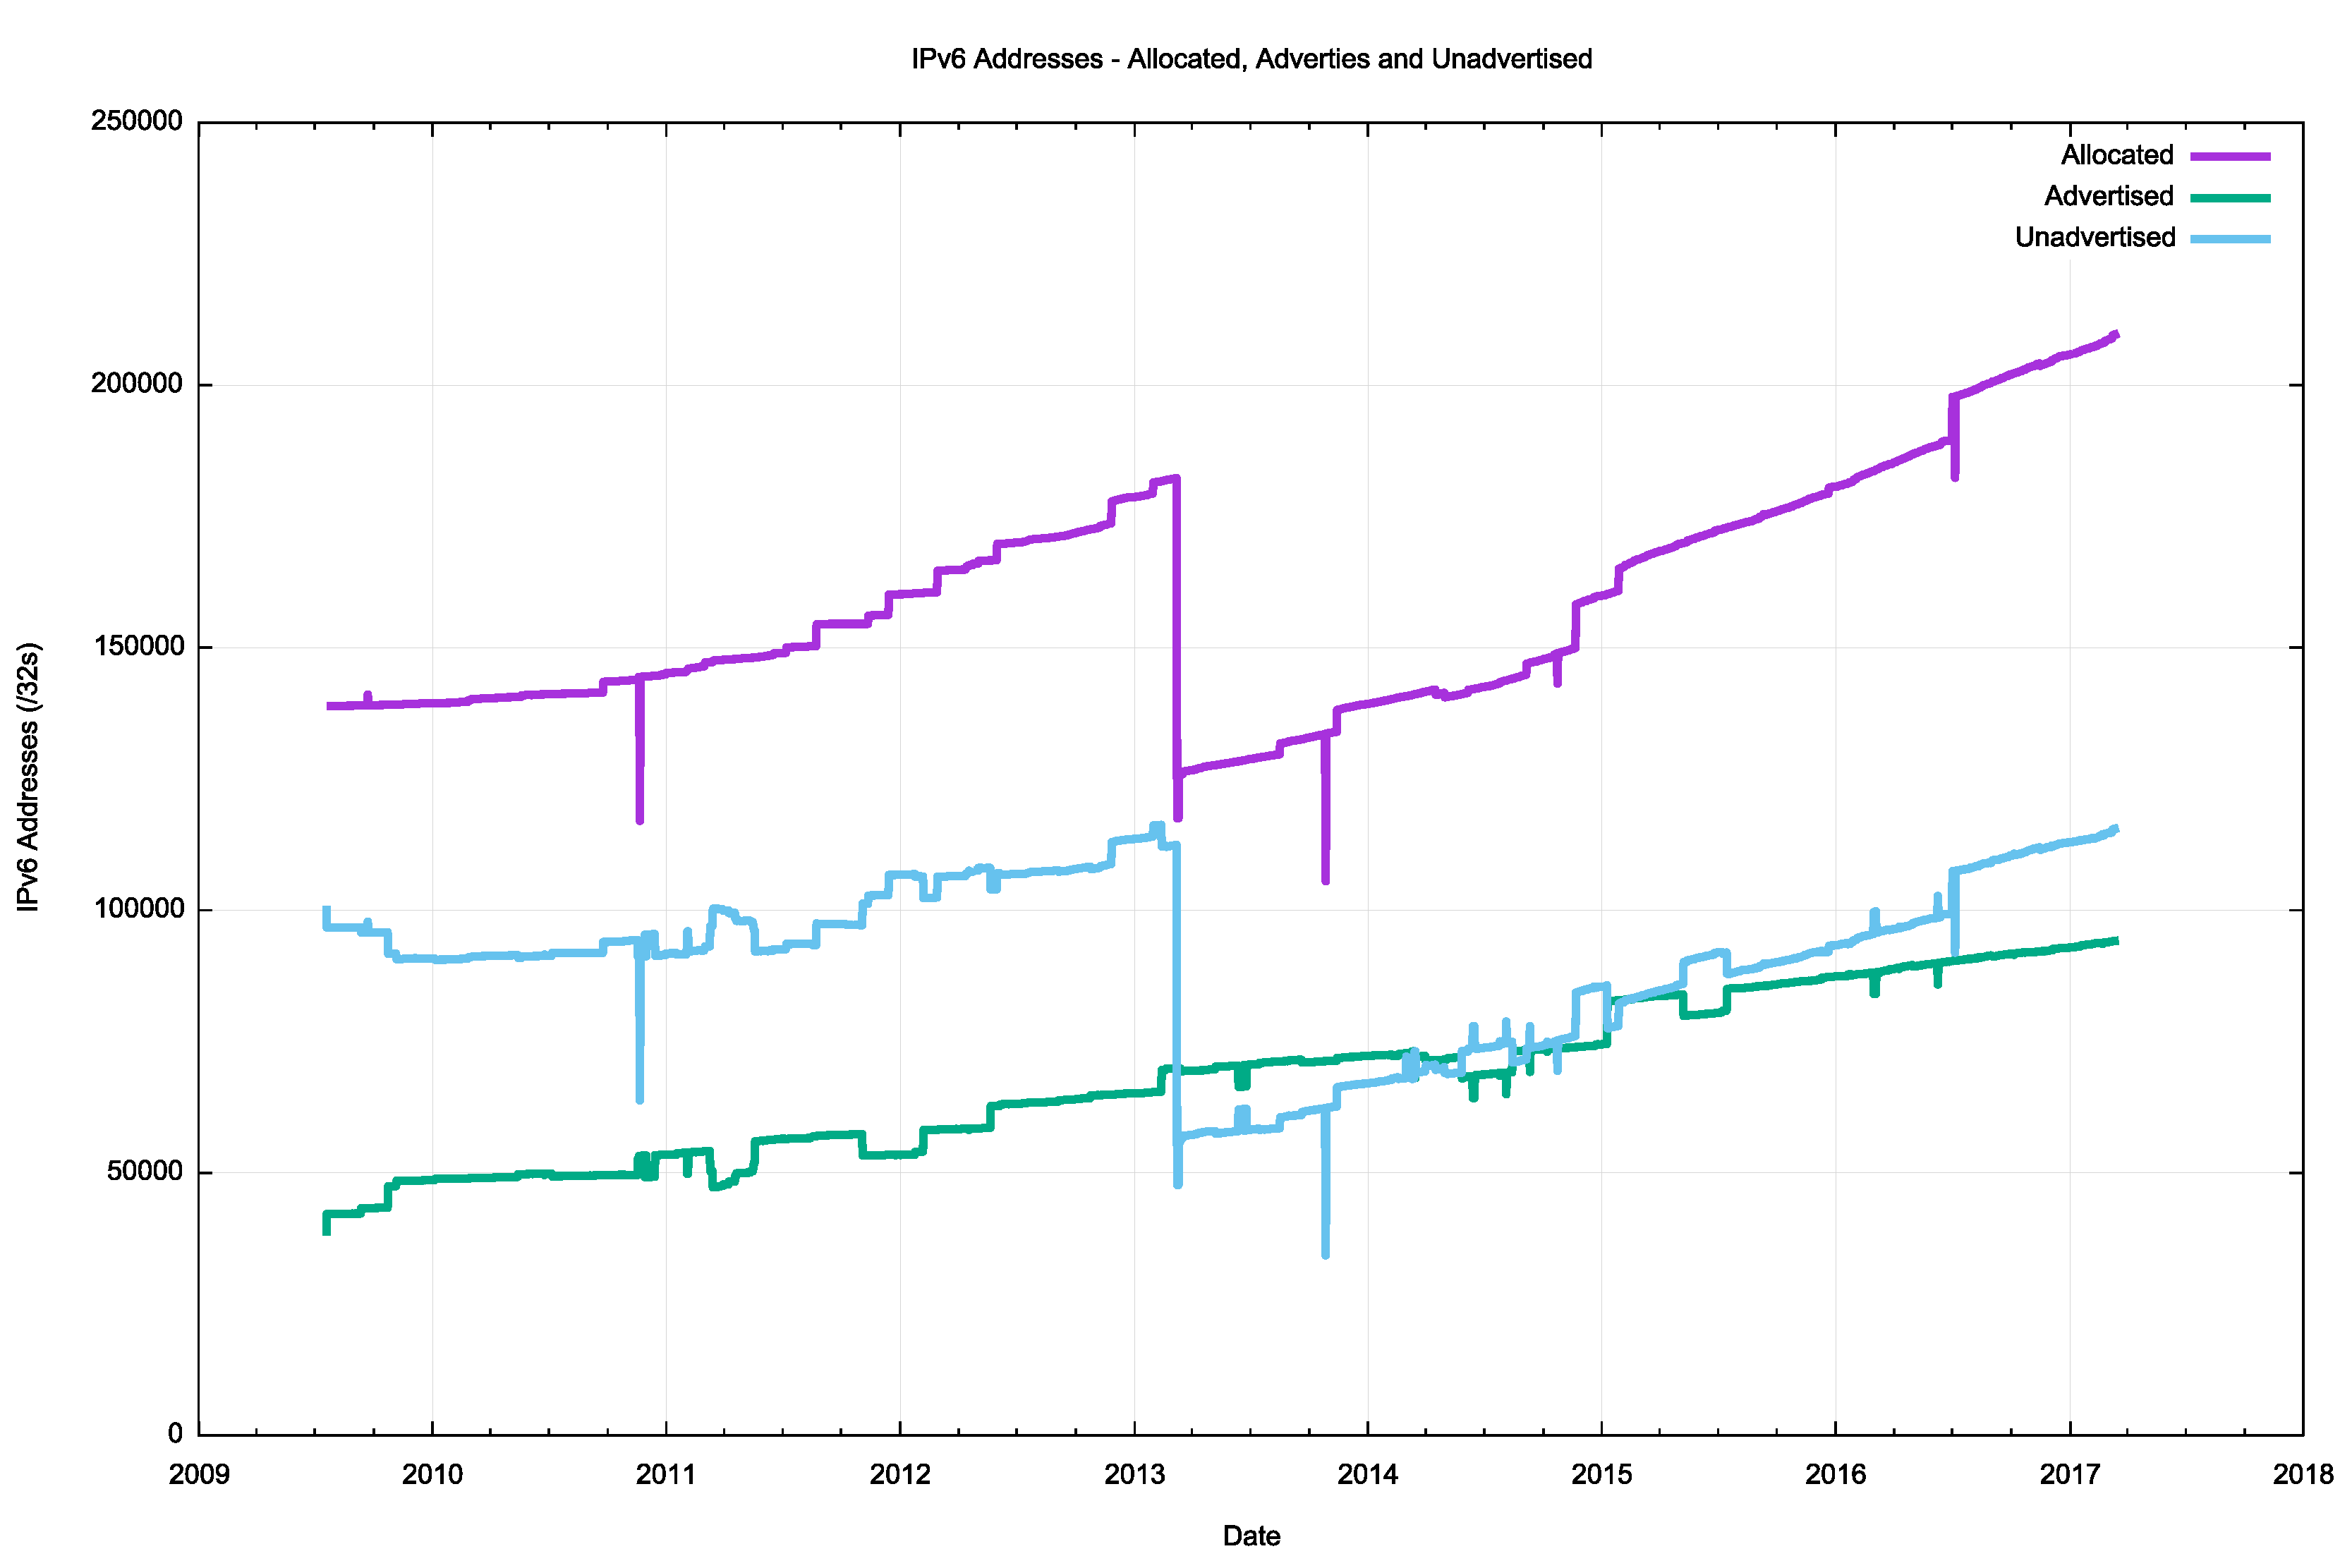 IPv6 Addresses - Allocated, Adverties and Unadvertised
250000
200000
150000
100000
50000
0
IPv6 Addresses (/32s)
Allocated
Advertised
Unadvertised
2009 2010 2011 2012 2013 2014 2015 2016 2017 2018
Date